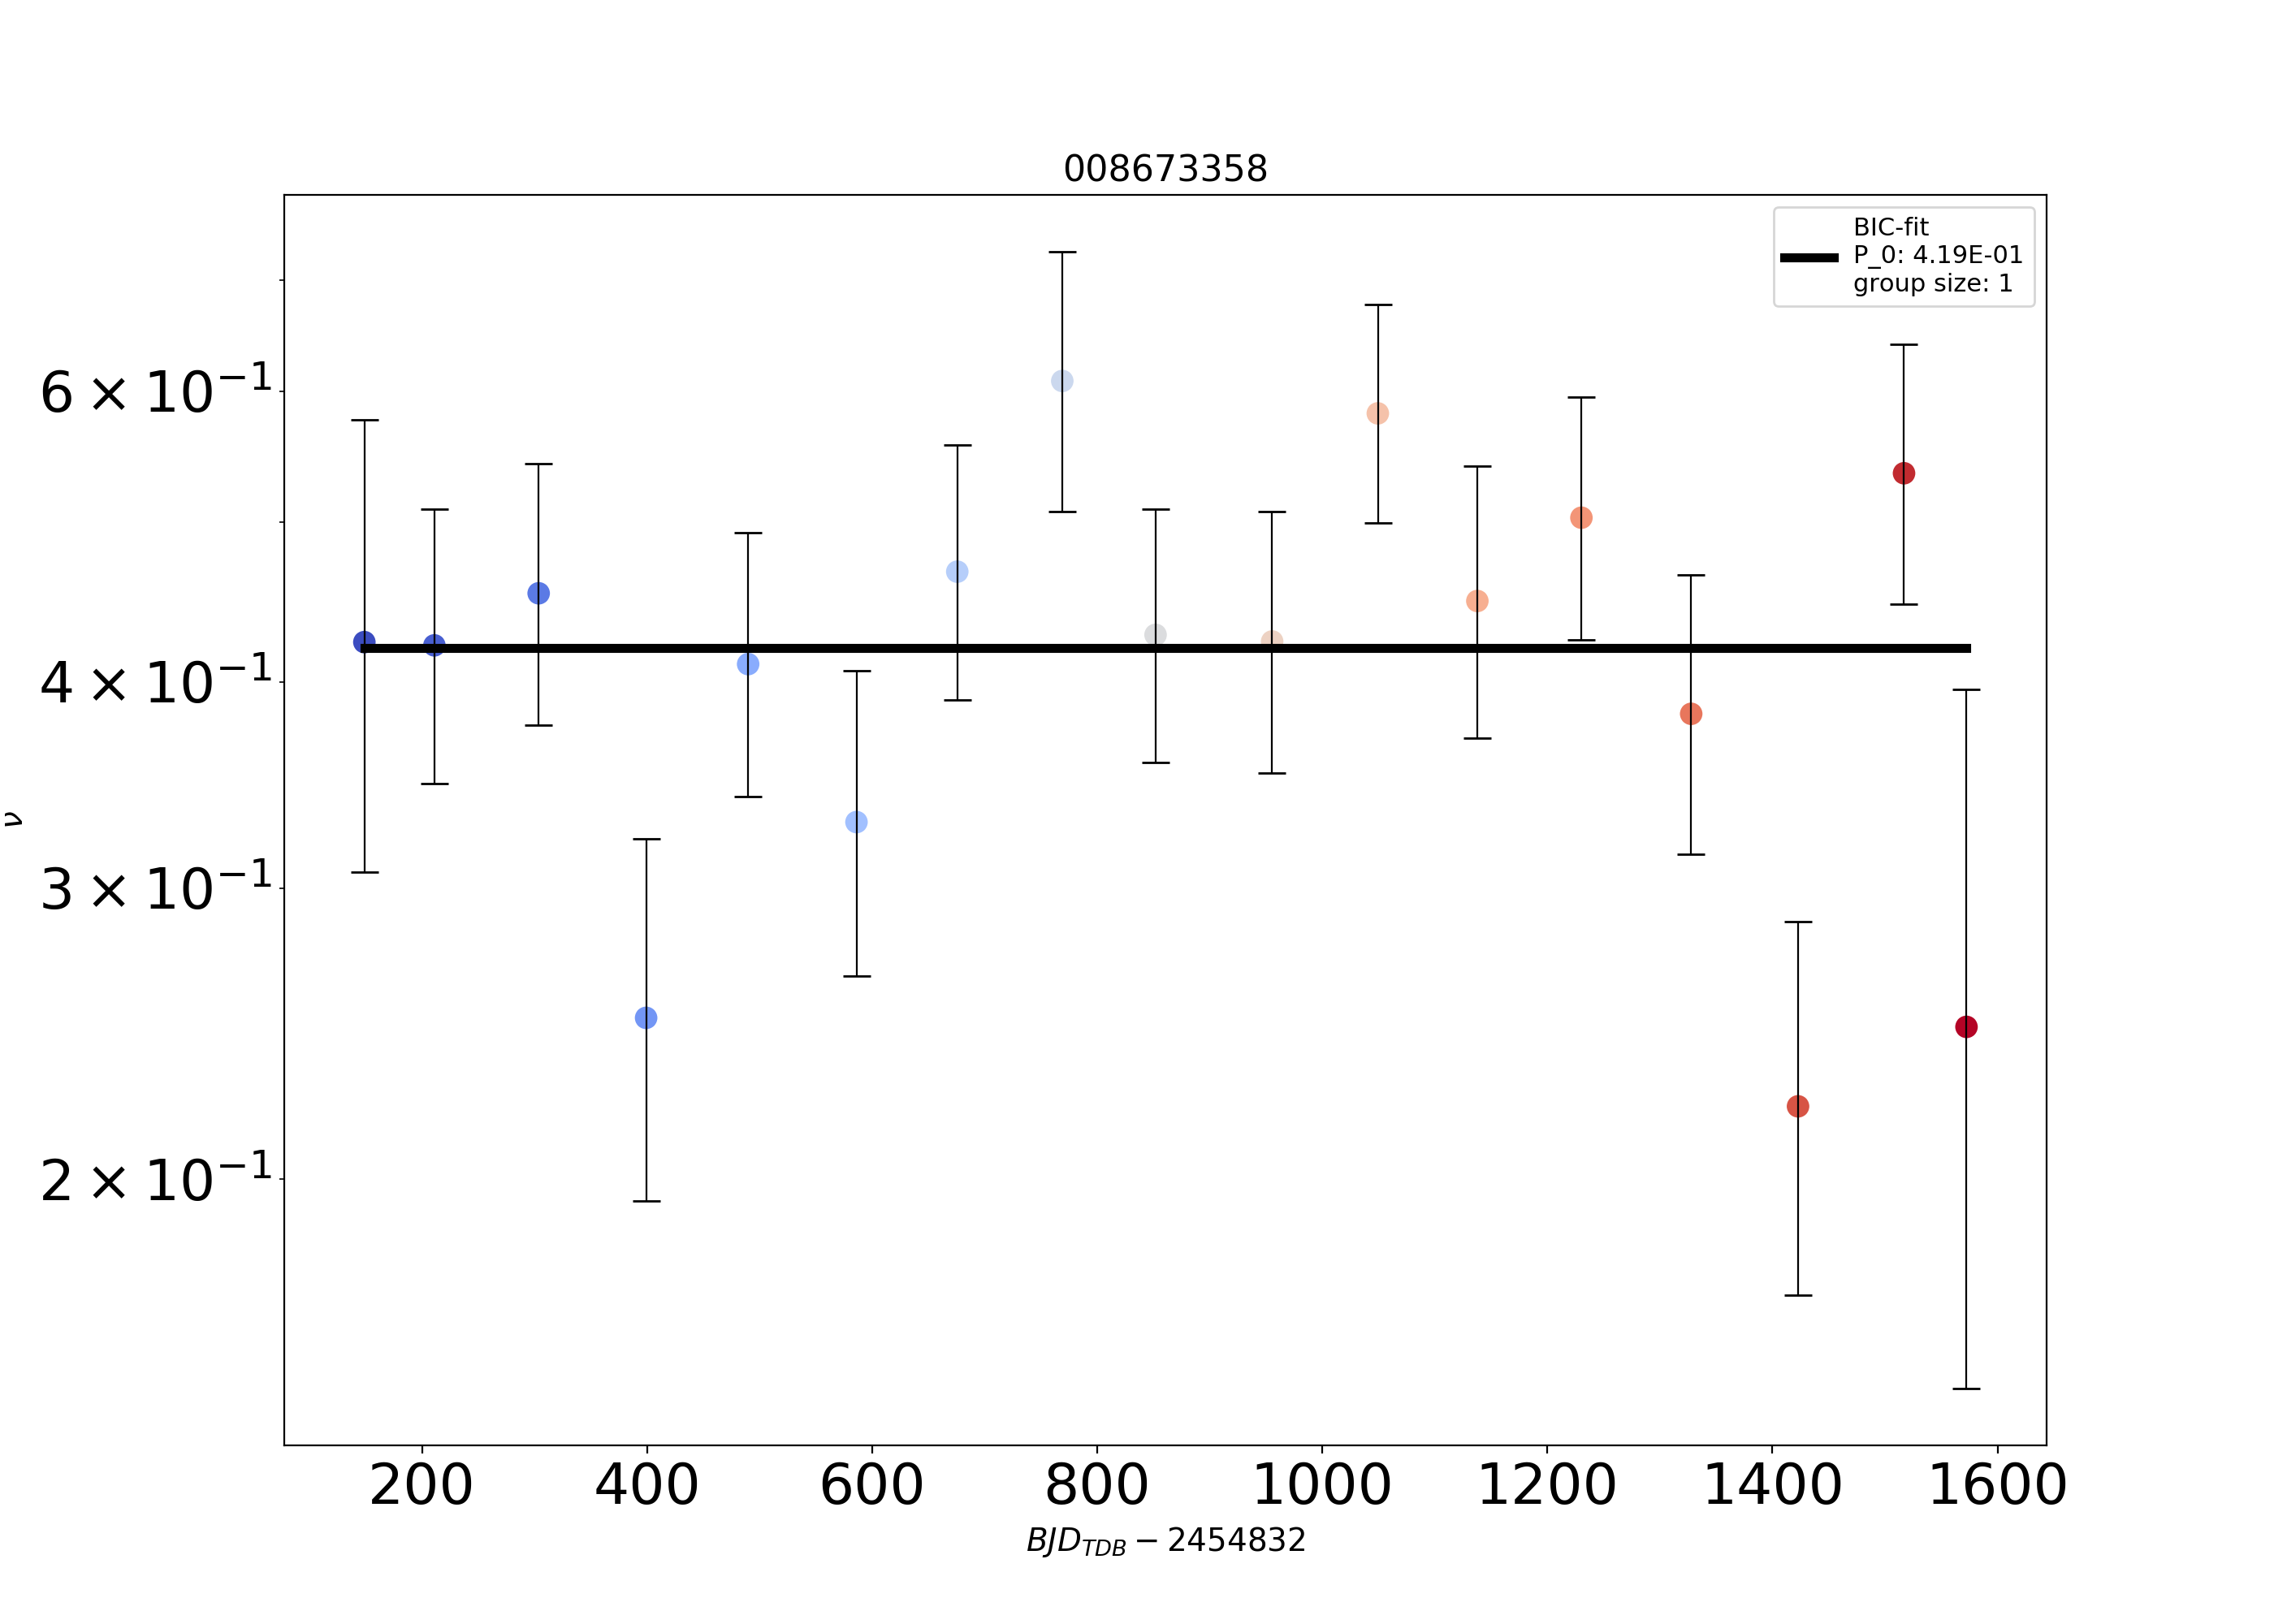 008673358
BIC-fit
P_0: 4.19E-01
group size: 1
6 × 10⁻¹
4 × 10⁻¹
3 × 10⁻¹
2 × 10⁻¹
ν
200 400 600 800 1000 1200 1400 1600
BJD_TDB − 2454832